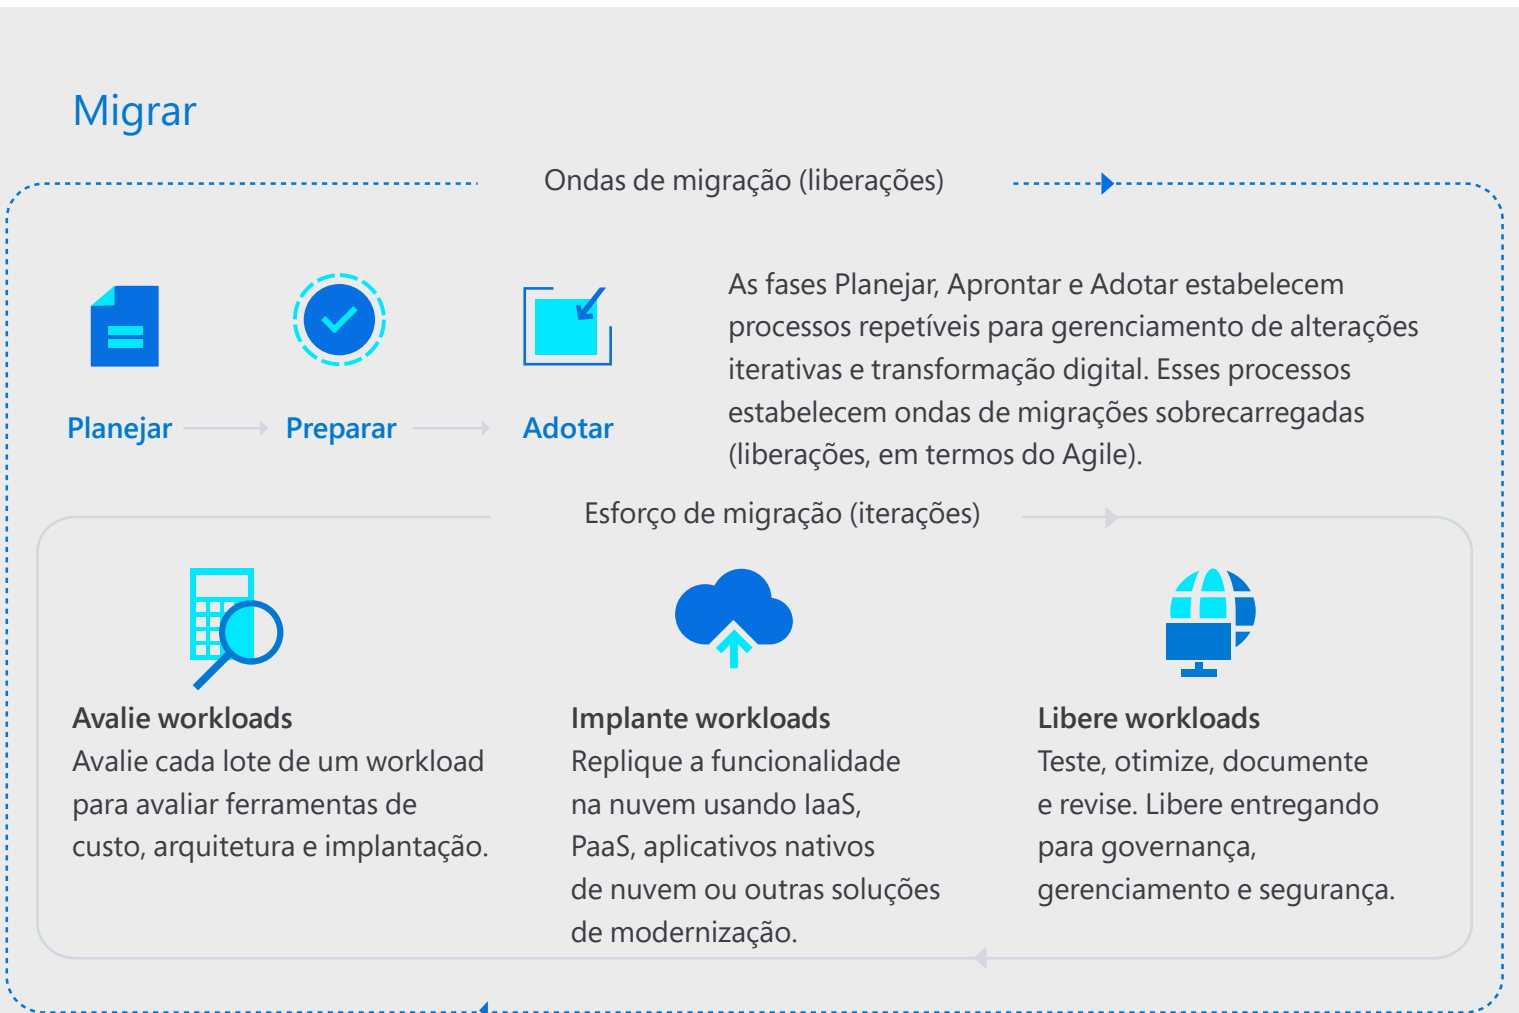 Migrar
Ondas de migração (liberações)
Planejar
Preparar
Adotar
As fases Planejar, Aprontar e Adotar estabelecem
processos repetíveis para gerenciamento de alterações
iterativas e transformação digital. Esses processos
estabelecem ondas de migrações sobrecarregadas
(liberações, em termos do Agile).
Esforço de migração (iterações)
Avalie workloads
Avalie cada lote de um workload
para avaliar ferramentas de
custo, arquitetura e implantação.
Implante workloads
Replique a funcionalidade
na nuvem usando IaaS,
PaaS, aplicativos nativos
de nuvem ou outras soluções
de modernização.
Libere workloads
Teste, otimize, documente
e revise. Libere entregando
para governança,
gerenciamento e segurança.